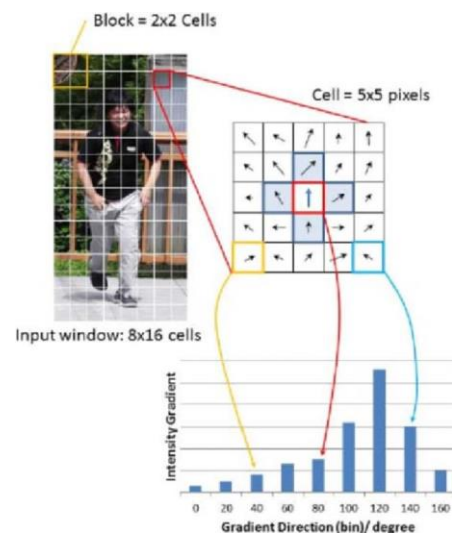 Block = 2x2 Cells
Cell = 5x5 pixels
Input window: 8x16 cells
Intensity Gradient
0 20 40 60 80 100 120 140 160
Gradient Direction (bin)/ degree